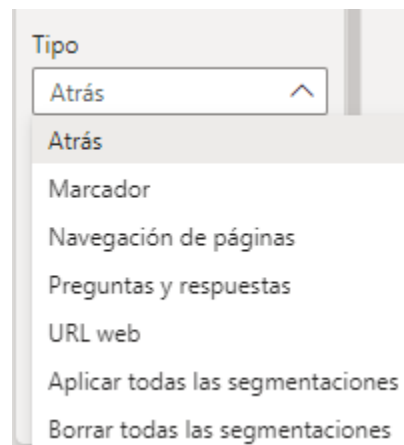 Tipo
Atrás
Atrás
Marcador
Navegación de páginas
Preguntas y respuestas
URL web
Aplicar todas las segmentaciones
Borrar todas las segmentaciones